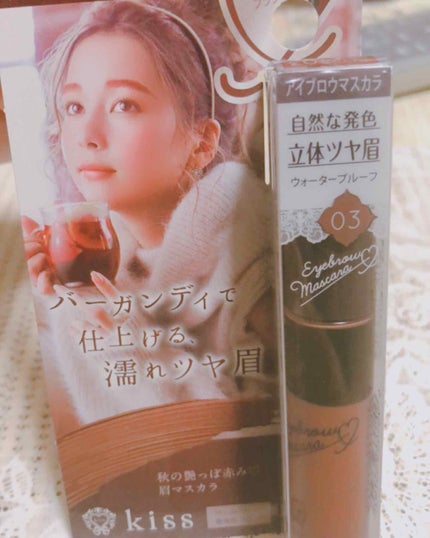 バーガンディで
仕上げる、
濡れツヤ眉
秋の艶っぽ赤み♡
眉マスカラ
kiss
アイブロウマスカラ
自然な発色
立体ツヤ眉
ウォータープルーフ
03
Eyebrow
Mascara
Eyebrow